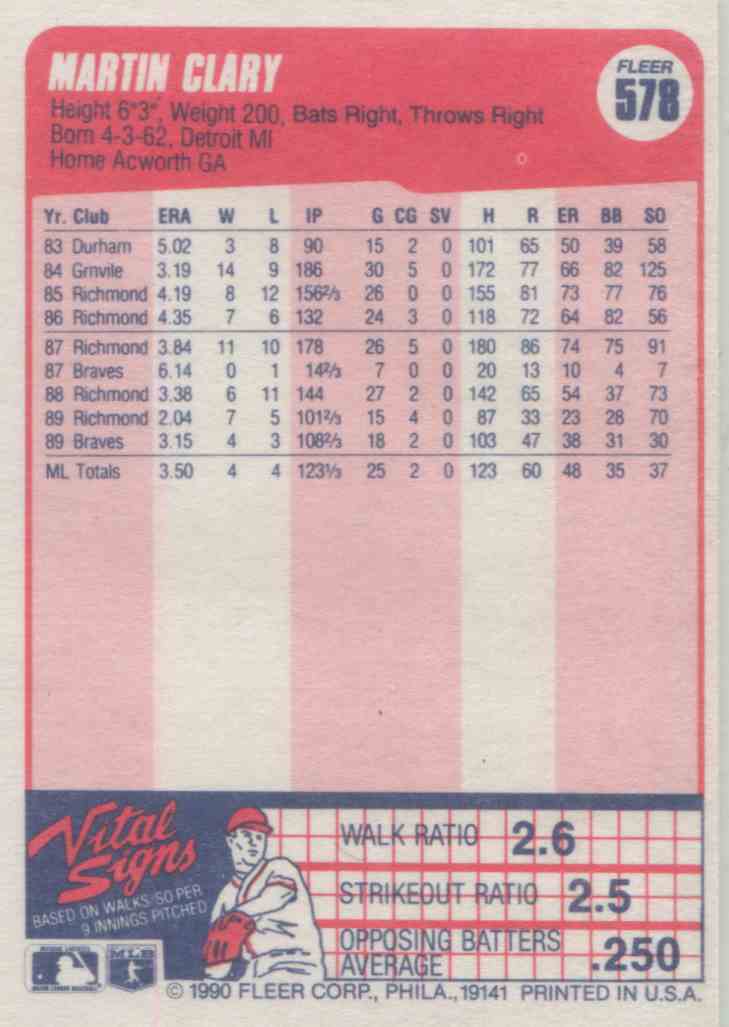 MARTIN CLARY
FLEER
578
Height 6'3", Weight 200, Bats Right, Throws Right
Born 4-3-62, Detroit MI
Home Acworth GA
Yr. Club ERA W L IP G CG SV H R ER BB SO
83 Durham 5.02 3 8 90 15 2 0 101 65 50 39 58
84 Grnvile 3.19 14 9 186 30 5 0 172 77 66 82 125
85 Richmond 4.19 8 12 156⅔ 26 0 0 155 81 73 77 76
86 Richmond 4.35 7 6 132 24 3 0 118 72 64 82 56
87 Richmond 3.84 11 10 178 26 5 0 180 86 74 75 91
87 Braves 6.14 0 1 14⅔ 7 0 0 20 13 10 4 7
88 Richmond 3.38 6 11 144 27 2 0 142 65 54 37 73
89 Richmond 2.04 7 5 101⅔ 15 4 0 87 33 23 28 70
89 Braves 3.15 4 3 108⅔ 18 2 0 103 47 38 31 30
ML Totals 3.50 4 4 123⅓ 25 2 0 123 60 48 35 37
Vital
Signs
BASED ON WALKS/SO PER
9 INNINGS PITCHED
WALK RATIO 2.6
STRIKEOUT RATIO 2.5
OPPOSING BATTERS
AVERAGE .250
MLB
© 1990 FLEER CORP., PHILA., 19141 PRINTED IN U.S.A.